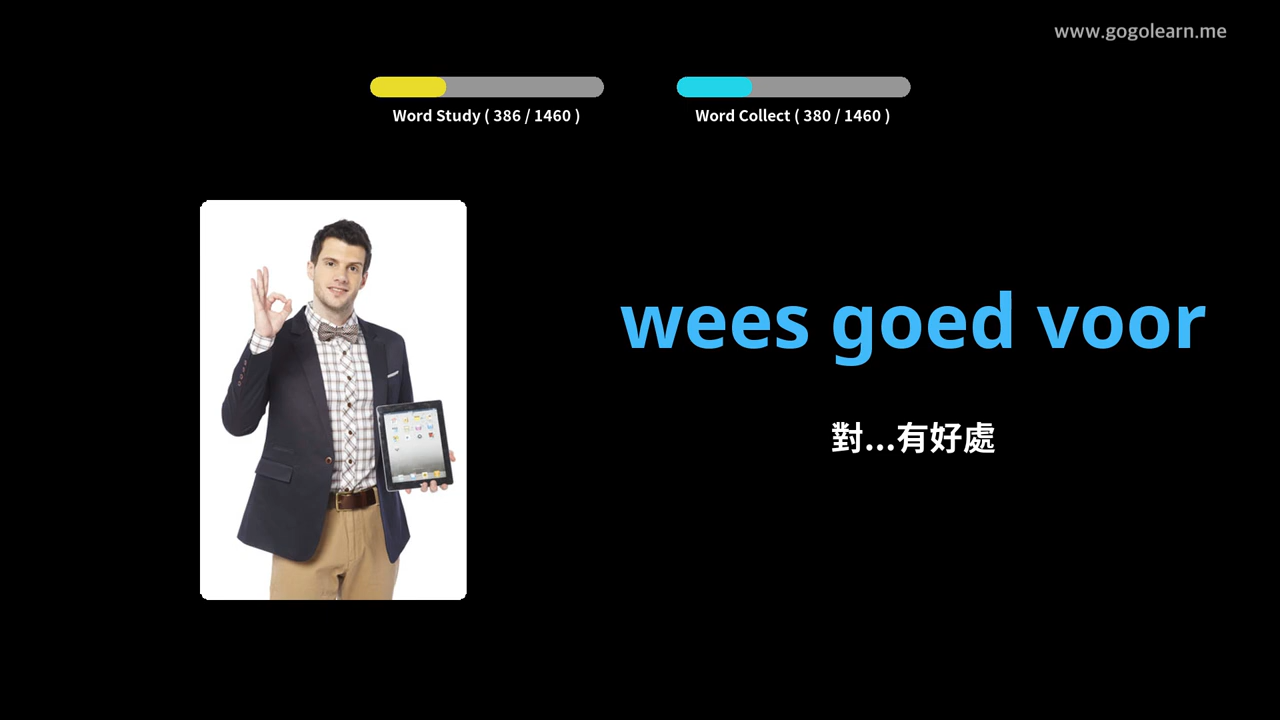 www.gogolearn.me
Word Study ( 386 / 1460 )
Word Collect ( 380 / 1460 )
wees goed voor
對...有好處